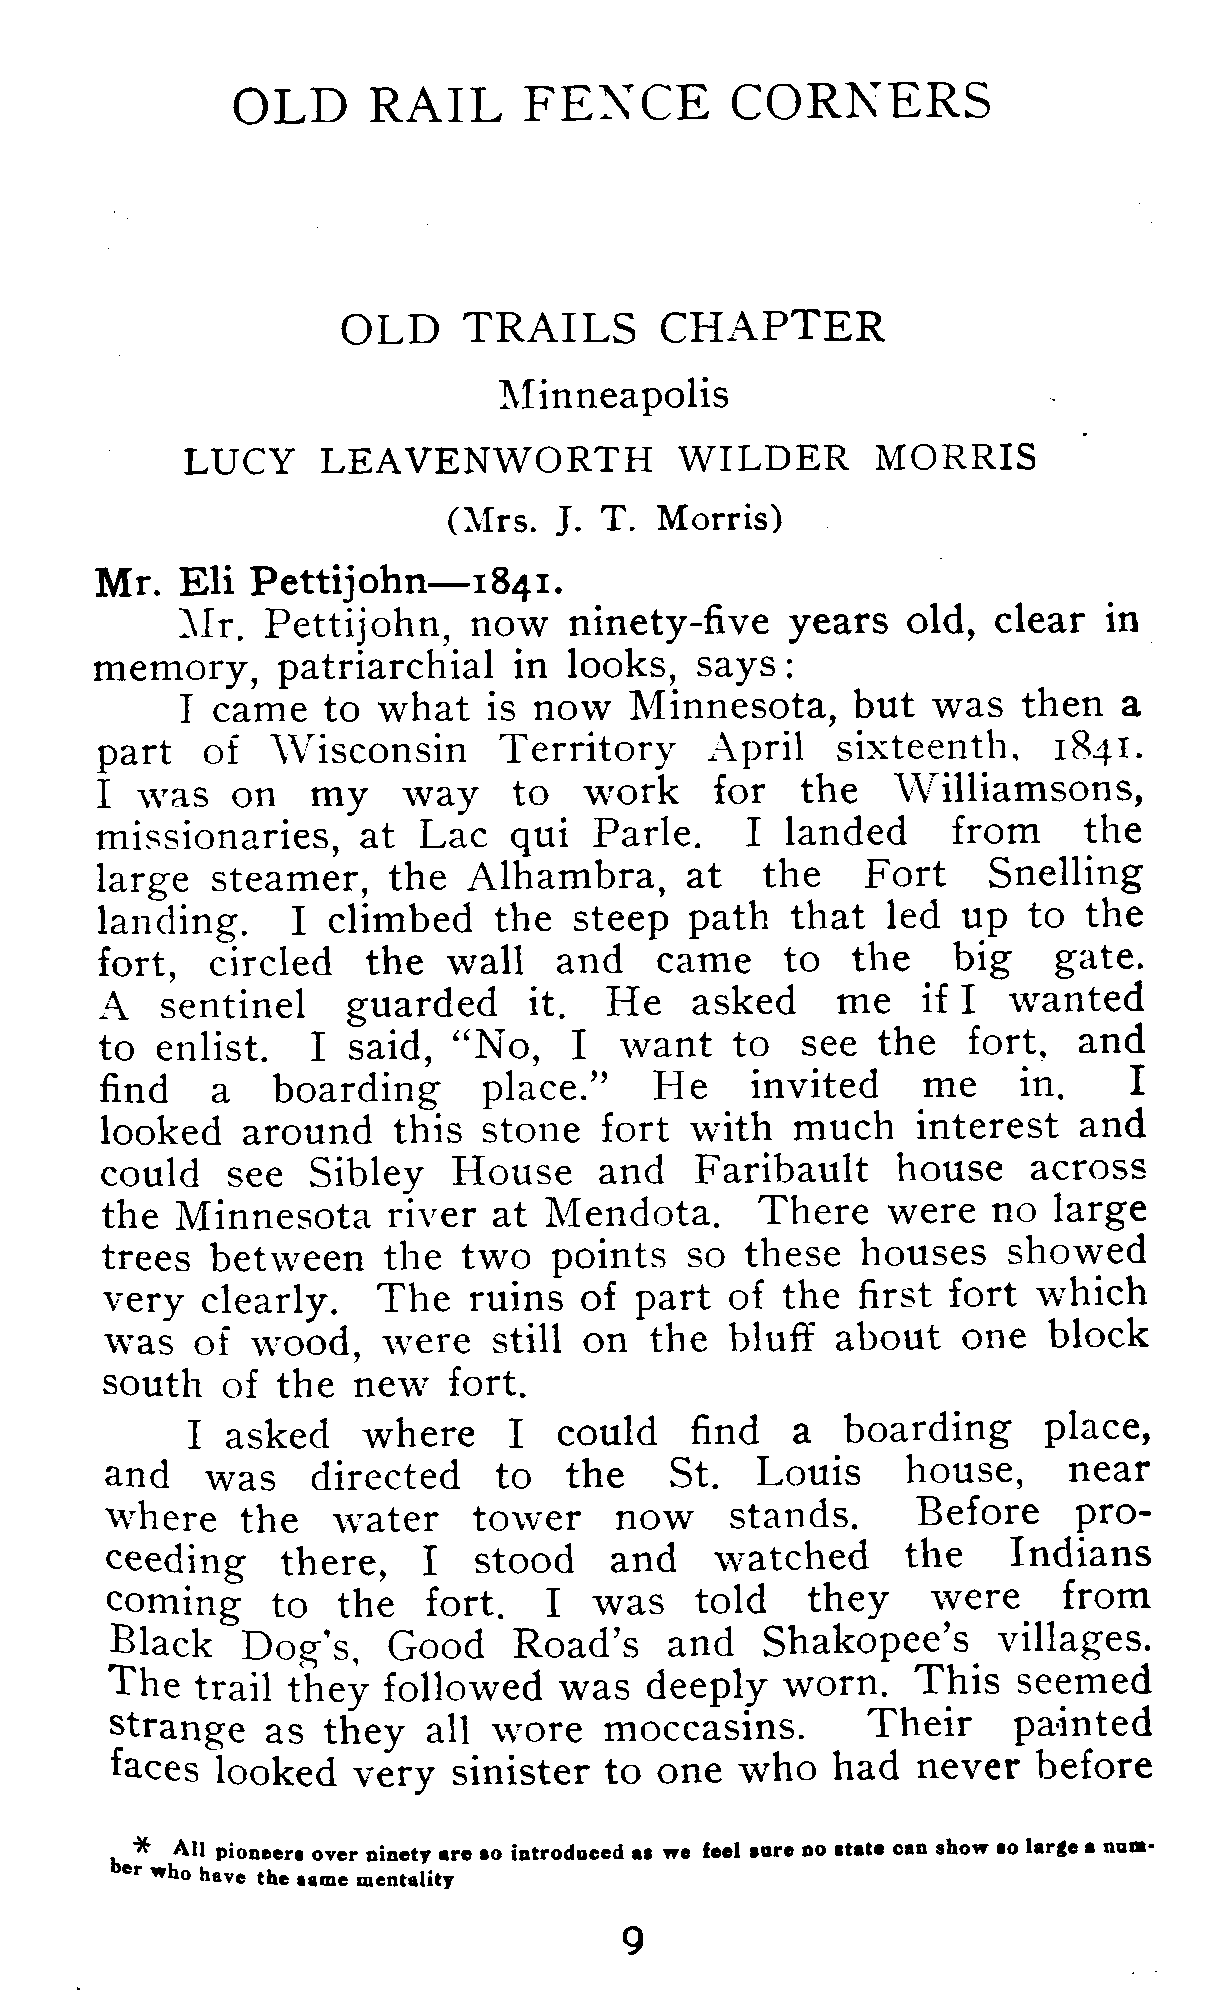 OLD RAIL FENCE CORNERS
OLD TRAILS CHAPTER
Minneapolis
LUCY LEAVENWORTH WILDER MORRIS
(Mrs. J. T. Morris)
Mr. Eli Pettijohn—1841.
Mr. Pettijohn, now ninety-five years old, clear in
memory, patriarchial in looks, says:
I came to what is now Minnesota, but was then a
part of Wisconsin Territory April sixteenth, 1841.
I was on my way to work for the Williamsons,
missionaries, at Lac qui Parle. I landed from the
large steamer, the Alhambra, at the Fort Snelling
landing. I climbed the steep path that led up to the
fort, circled the wall and came to the big gate.
A sentinel guarded it. He asked me if I wanted
to enlist. I said, "No, I want to see the fort, and
find a boarding place." He invited me in. I
looked around this stone fort with much interest and
could see Sibley House and Faribault house across
the Minnesota river at Mendota. There were no large
trees between the two points so these houses showed
very clearly. The ruins of part of the first fort which
was of wood, were still on the bluff about one block
south of the new fort.
I asked where I could find a boarding place,
and was directed to the St. Louis house, near
where the water tower now stands. Before pro-
ceeding there, I stood and watched the Indians
coming to the fort. I was told they were from
Black Dog's, Good Road's and Shakopee's villages.
The trail they followed was deeply worn. This seemed
strange as they all wore moccasins. Their painted
faces looked very sinister to one who had never before
* All pioneers over ninety are so introduced as we feel sure no state can show so large a num-
ber who have the same mentality
9